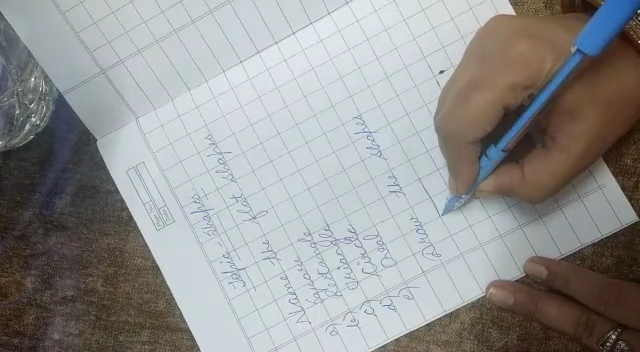 Topic - shapes
Name the flat shapes
a) Square
b) Rectangle
c) Triangle
d) Circle
e) Oval
Draw the shapes